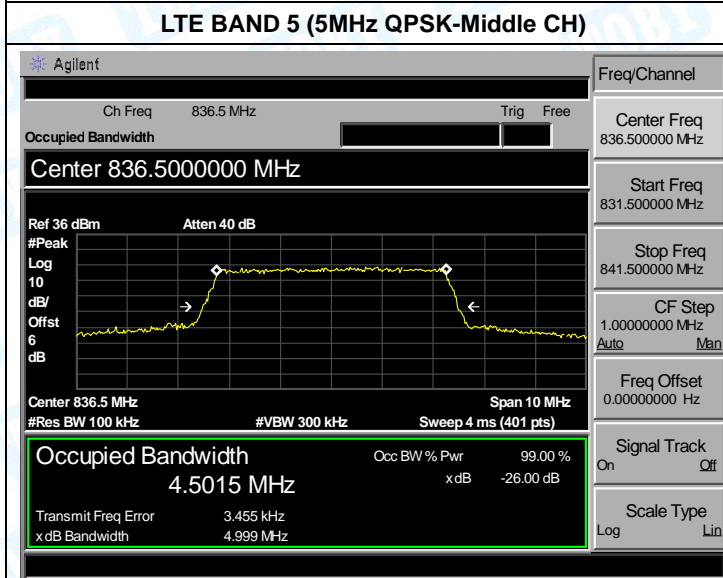 LTE BAND 5 (5MHz QPSK-Middle CH)
Agilent
Freq/Channel
Ch Freq 836.5 MHz Trig Free
Occupied Bandwidth
Center 836.5000000 MHz
Ref 36 dBm Atten 40 dB
#Peak
Log
10
dB/
Offst
6
dB
Center 836.5 MHz Span 10 MHz
#Res BW 100 kHz #VBW 300 kHz Sweep 4 ms (401 pts)
Occupied Bandwidth Occ BW % Pwr 99.00 %
4.5015 MHz x dB -26.00 dB
Transmit Freq Error 3.455 kHz
x dB Bandwidth 4.999 MHz
Center Freq
836.500000 MHz
Start Freq
831.500000 MHz
Stop Freq
841.500000 MHz
CF Step
1.00000000 MHz
Auto Man
Freq Offset
0.00000000 Hz
Signal Track
On Off
Scale Type
Log Lin